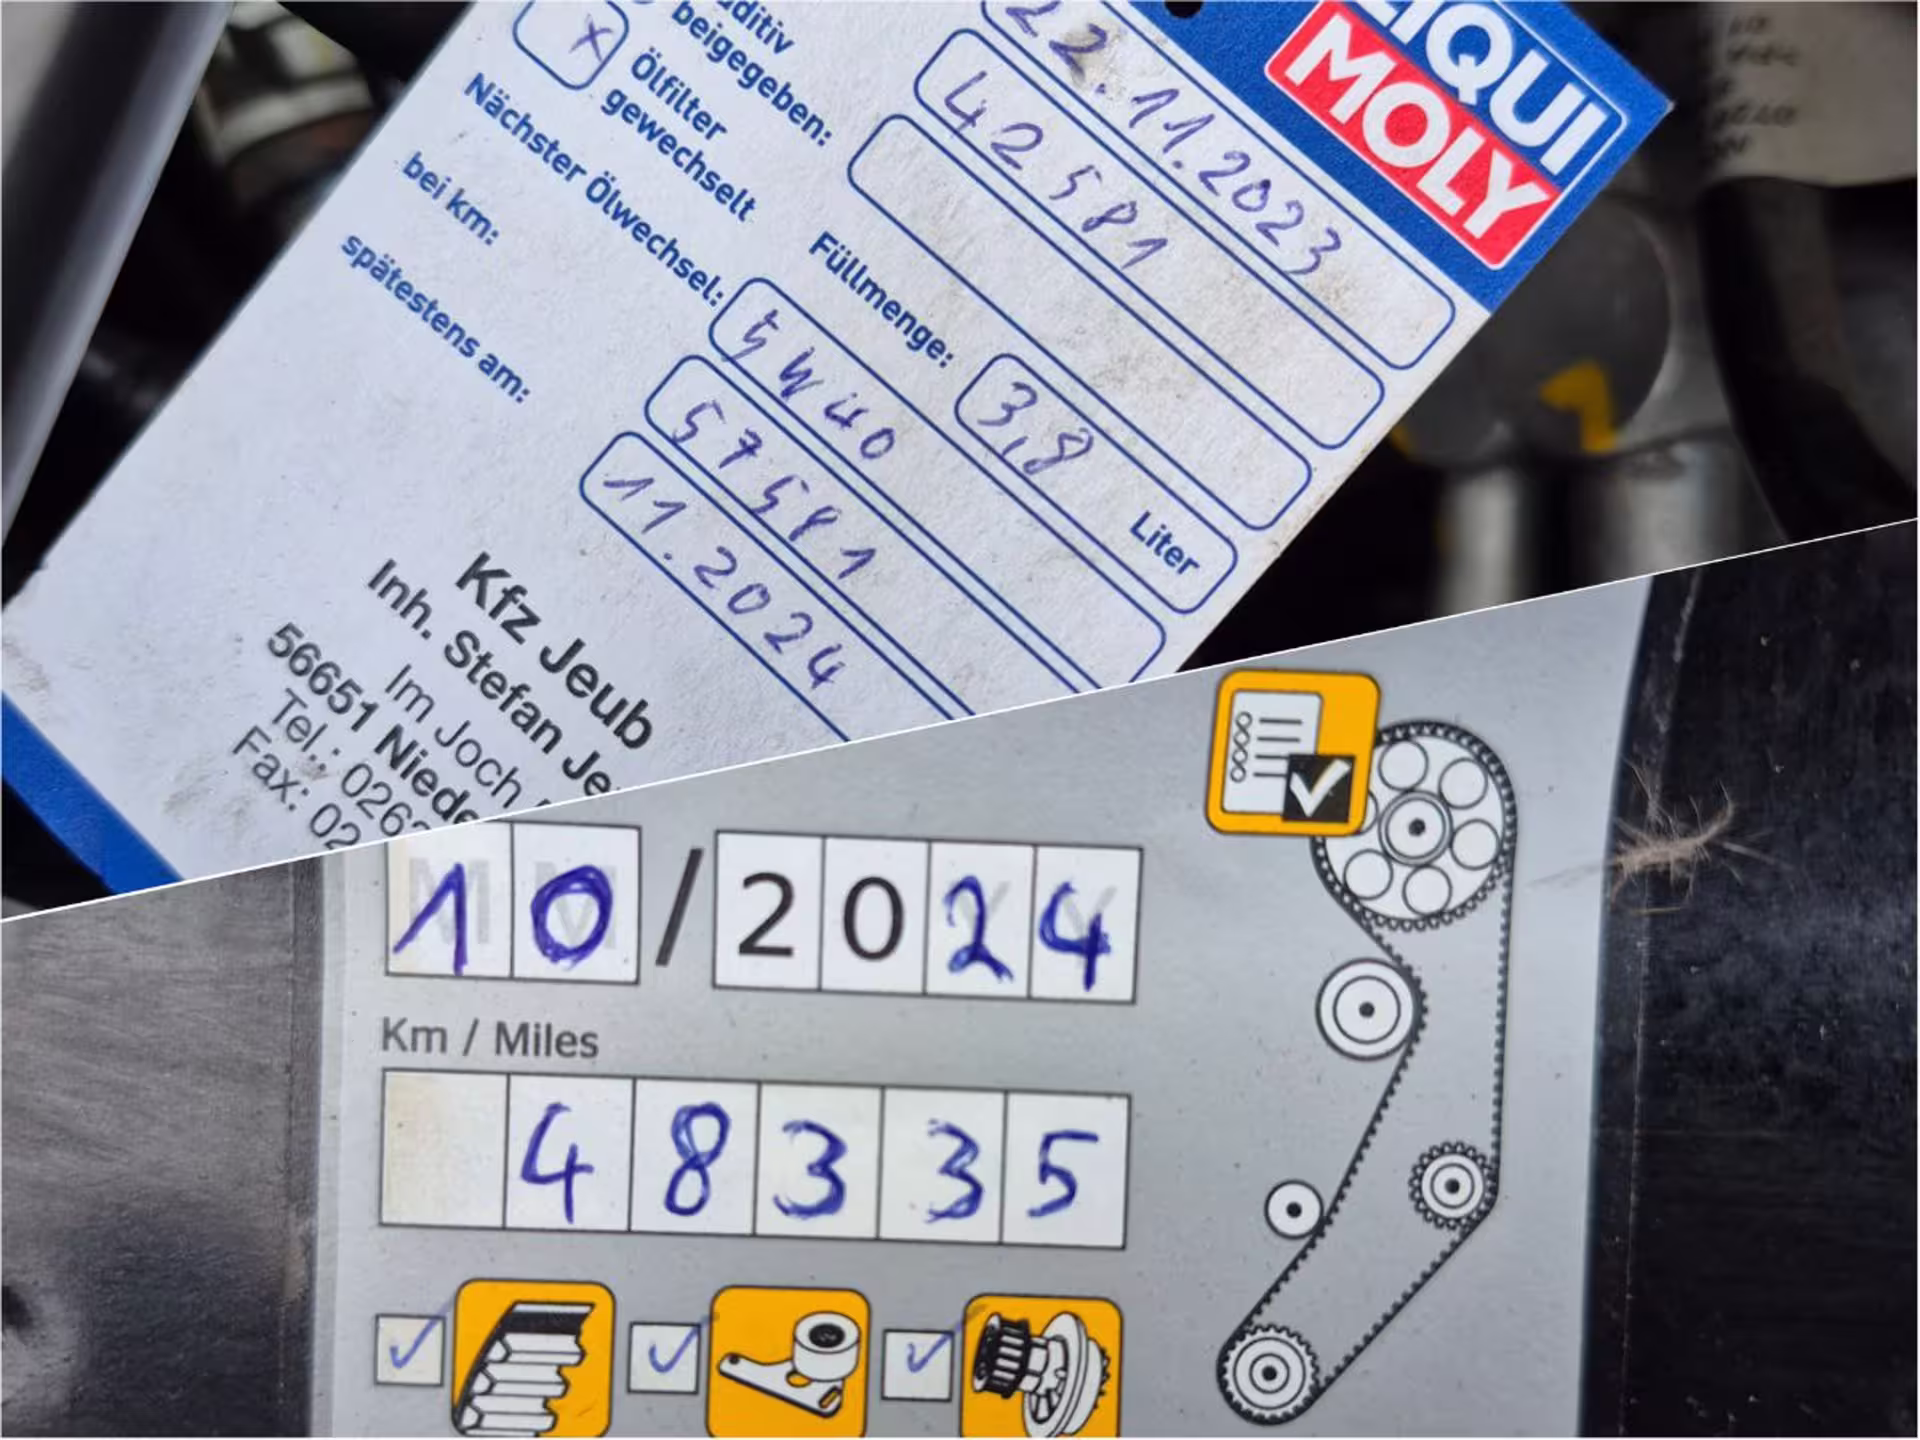 LIQUI
MOLY
22.11.2023
42581
beigegeben:
x
Ölfilter
gewechselt
Füllmenge:
3,8
Liter
Nächster Ölwechsel:
5W40
bei km:
57581
spätestens am:
11.2024
Kfz Jeub
Inh. Stefan Je
Im Joch
56651 Niede
Tel.: 026
Fax: 02
10/2024
Km / Miles
48335